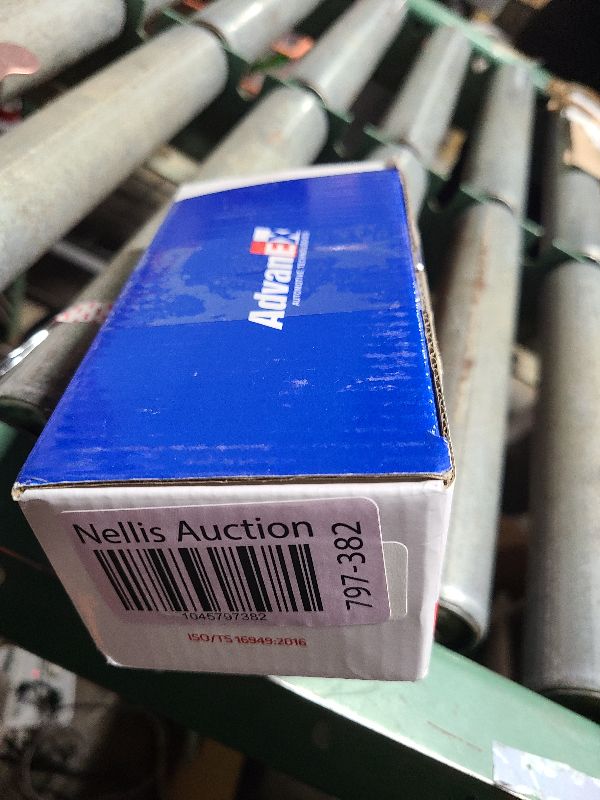 AdvanEX
AUTOMOTIVE TECHNOLOGIES
Nellis Auction
797-382
1045797382
ISO/TS 16949:2016